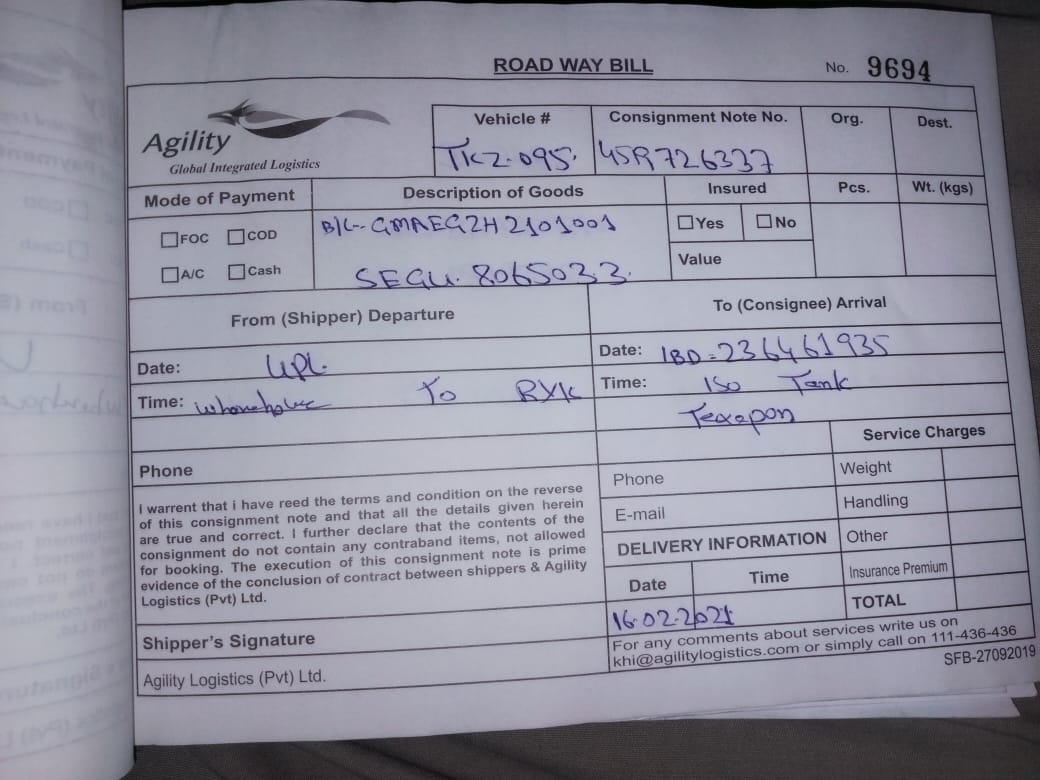 ROAD WAY BILL
No. 9694
Agility
Global Integrated Logistics
Vehicle #
TKZ-095.
Consignment Note No.
459726337
Org.
Dest.
Mode of Payment
FOC COD
A/C Cash
Description of Goods
B/L-GMAEGZH2101001
SEGU. 8065033.
Insured
Yes No
Value
Pcs.
Wt. (kgs)
From (Shipper) Departure
Date: UPL.
Time: To RYK
Phone
To (Consignee) Arrival
Date: IBD-236461935
Time: ISO Tank
Texapon
I warrent that i have reed the terms and condition on the reverse
of this consignment note and that all the details given herein
are true and correct. I further declare that the contents of the
consignment do not contain any contraband items, not allowed
for booking. The execution of this consignment note is prime
evidence of the conclusion of contract between shippers & Agility
Logistics (Pvt) Ltd.
Shipper's Signature
Agility Logistics (Pvt) Ltd.
Phone
E-mail
DELIVERY INFORMATION
Date Time
16-02-2021
Service Charges
Weight
Handling
Other
Insurance Premium
TOTAL
For any comments about services write us on
khi@agilitylogistics.com or simply call on 111-436-436
SFB-27092019